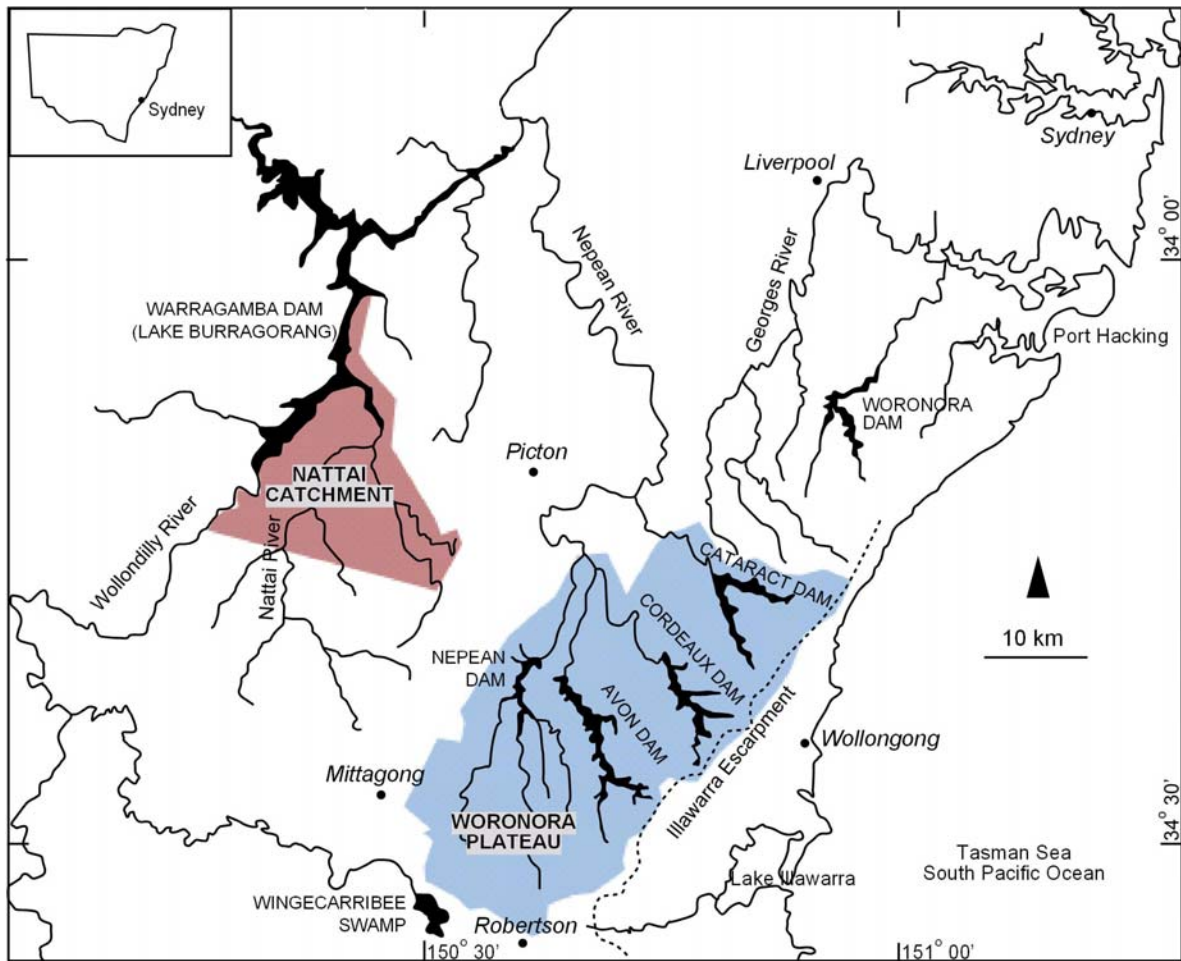 Sydney
Sydney
Liverpool
34° 00'
Nepean River
Georges River
WARRAGAMBA DAM
(LAKE BURRAGORANG)
Port Hacking
WORONORA
DAM
Picton
NATTAI
CATCHMENT
Wollondilly River
Nattai River
CATARACT DAM
10 km
CORDEAUX DAM
NEPEAN
DAM
AVON DAM
Illawarra Escarpment
Wollongong
Mittagong
WORONORA
PLATEAU
34° 30'
Tasman Sea
South Pacific Ocean
Lake Illawarra
WINGECARRIBEE
SWAMP
Robertson
150° 30'
151° 00'